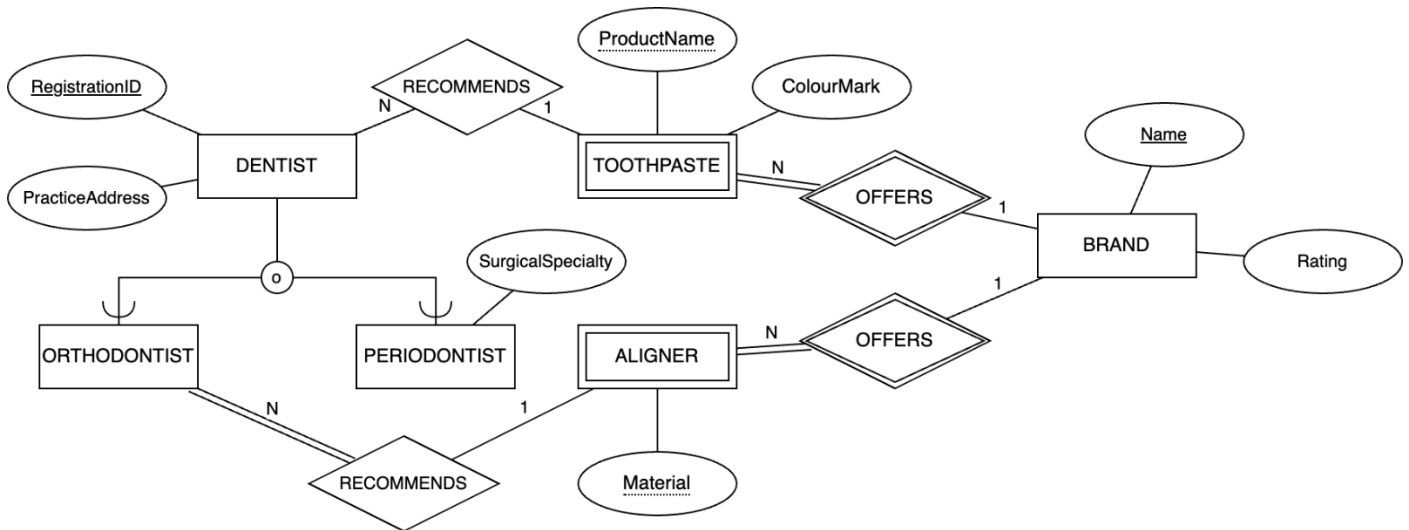 ProductName
RegistrationID
RECOMMENDS
ColourMark
N
1
Name
DENTIST
TOOTHPASTE
N
PracticeAddress
OFFERS
1
BRAND
SurgicalSpecialty
Rating
o
1
N
OFFERS
ORTHODONTIST
PERIODONTIST
ALIGNER
N
1
RECOMMENDS
Material